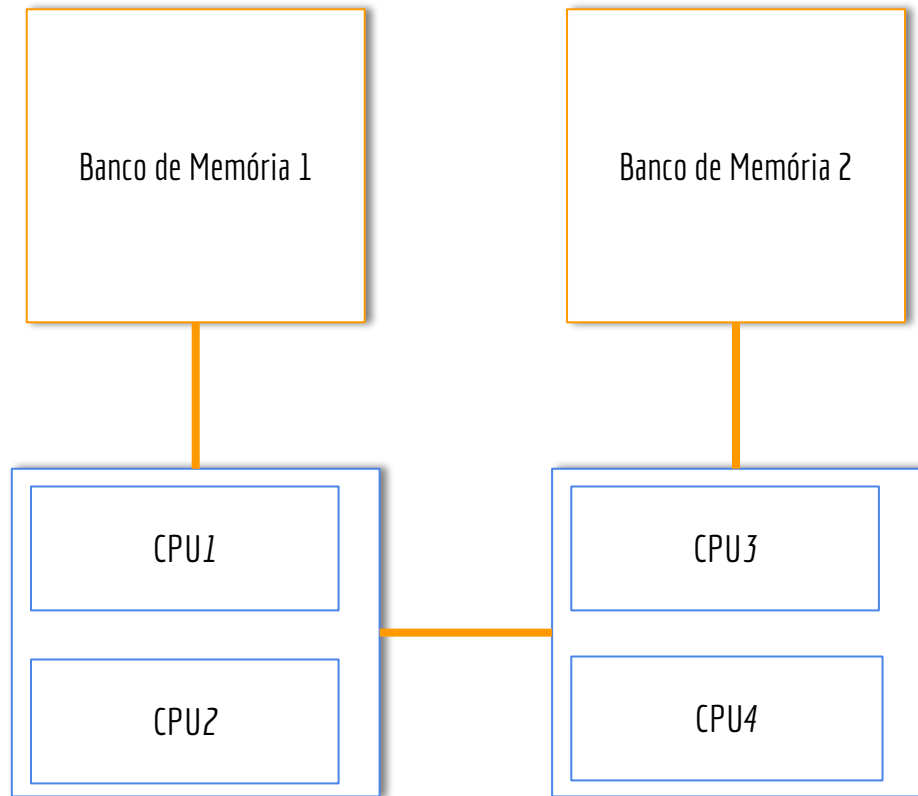 Banco de Memória 1
Banco de Memória 2
CPU1
CPU3
CPU2
CPU4